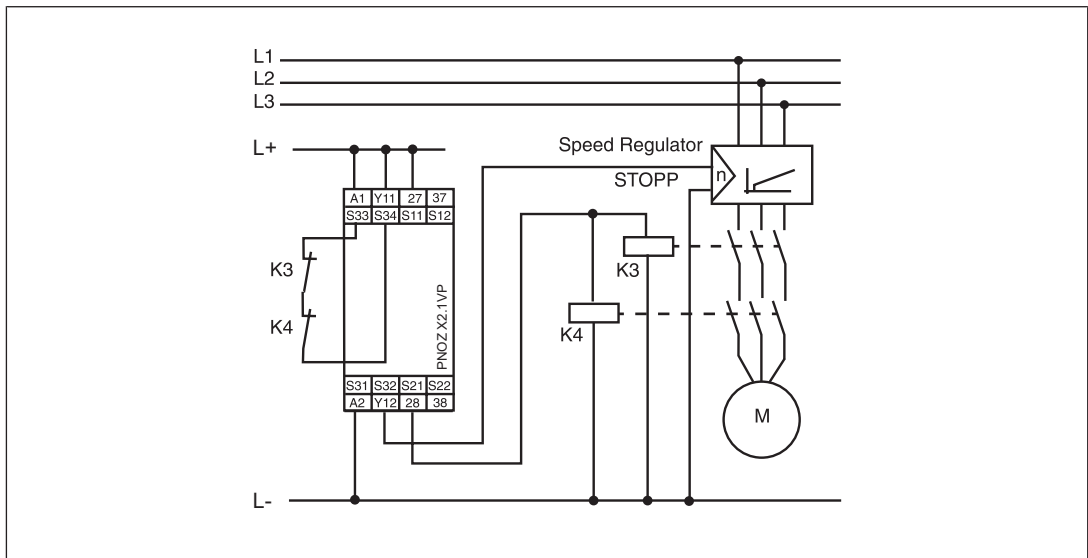 L1
L2
L3
L+
Speed Regulator
STOPP
n
A1 Y11 27 37
S33 S34 S11 S12
K3
K4
PNOZ X2.1VP
K3
K4
S31 S32 S21 S22
A2 Y12 28 38
M
L-